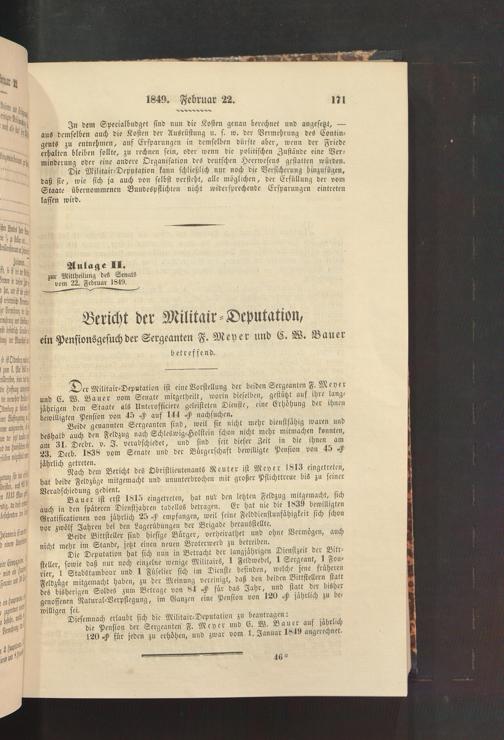 1849. Februar 22. 171
In dem Specialbudget sind nun die Kosten genau berechnet und angesetzt, —
aus demselben auch die Kosten der Ausrüstung u. s. w. der Vermehrung des Contin-
gents zu entnehmen, auf Ersparungen in demselben dürfte aber, wenn der Friede
erhalten bleiben sollte, zu rechnen sein, oder wenn die politischen Zustände eine Ver-
minderung oder eine andere Organisation des deutschen Heerwesens gestatten würden.
Die Militair-Deputation kann schließlich nur noch die Versicherung hinzufügen,
daß sie, wie sich ja auch von selbst versteht, alle möglichen, der Erfüllung der vom
Staate übernommenen Bundespflichten nicht widersprechende Ersparungen eintreten
lassen wird.
Anlage II.
zur Mittheilung des Senats
vom 22. Februar 1849.
Bericht der Militair-Deputation,
ein Pensionsgesuch der Sergeanten F. Meyer und C. W. Bauer
betreffend.
Der Militair-Deputation ist eine Vorstellung der beiden Sergeanten F. Meyer
und C. W. Bauer vom Senate mitgetheilt, worin dieselben, gestützt auf ihre lang-
jährigen dem Staate als Unterofficiere geleisteten Dienste, eine Erhöhung der ihnen
bewilligten Pension von 45 ₰ auf 144 ₰ nachsuchen.
Beide genannten Sergeanten sind, weil sie nicht mehr dienstfähig waren und
deshalb auch den Feldzug nach Schleswig-Holstein schon nicht mehr mitmachen konnten,
am 31. Decbr. v. J. verabschiedet, und sind seit dieser Zeit in die ihnen am
23. Decb. 1838 vom Senate und der Bürgerschaft bewilligte Pension von 45 ₰
jährlich getreten.
Nach dem Bericht des Obristlieutenants Reuter ist Meyer 1813 eingetreten,
hat beide Feldzüge mitgemacht und ununterbrochen mit großer Pflichttreue bis zu seiner
Verabschiedung gedient.
Bauer ist erst 1815 eingetreten, hat nur den letzten Feldzug mitgemacht, sich
auch in den späteren Dienstjahren tadellos betragen. Er hat nie die 1839 bewilligten
Gratificationen von jährlich 25 ₰ empfangen, weil seine Felddienstunfähigkeit sich schon
vor zwölf Jahren bei den Lagerübungen der Brigade herausstellte.
Beide Bittsteller sind hiesige Bürger, verheirathet und ohne Vermögen, auch
nicht mehr im Stande, jetzt einen neuen Broterwerb zu betreiben.
Die Deputation hat sich nun in Betracht der langjährigen Dienstzeit der Bitt-
steller, sowie daß nur noch einzelne wenige Militairs, 1 Feldwebel, 1 Sergeant, 1 Fou-
rier, 1 Stabstambour und 1 Füselier sich im Dienste befinden, welche jene früheren
Feldzüge mitgemacht haben, zu der Meinung vereinigt, daß den beiden Bittstellern statt
des bisherigen Soldes zum Betrage von 84 ₰ für das Jahr, und statt der bisher
genossenen Natural-Verpflegung, im Ganzen eine Pension von 120 ₰ jährlich zu be-
willigen sei.
Diesemnach erlaubt sich die Militair-Deputation zu beantragen:
die Pension der Sergeanten F. Meyer und C. W. Bauer auf jährlich
120 ₰ für jeden zu erhöhen, und zwar vom 1. Januar 1849 angerechnet.
46*